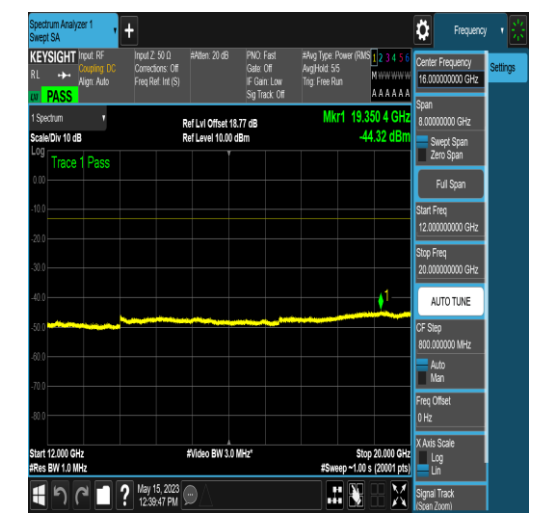 Spectrum Analyzer 1
Swept SA
+
Frequency
KEYSIGHT
RL
PASS
Input: RF
Coupling: DC
Align: Auto
Input Z: 50 Ω
Corrections: Off
Freq Ref: Int (S)
#Atten: 20 dB
PNO: Fast
Gate: Off
IF Gain: Low
Sig Track: Off
#Avg Type: Power (RMS
Avg|Hold: 5/5
Trig: Free Run
1 2 3 4 5 6
M W W W W W
A A A A A A
1 Spectrum
Scale/Div 10 dB
Ref Lvl Offset 18.77 dB
Ref Level 10.00 dBm
Mkr1 19.350 4 GHz
-44.32 dBm
Log
Trace 1 Pass
0.00
-10.0
-20.0
-30.0
-40.0
-50.0
-60.0
-70.0
-80.0
1
Start 12.000 GHz
#Res BW 1.0 MHz
#Video BW 3.0 MHz*
Stop 20.000 GHz
#Sweep ~1.00 s (20001 pts)
?
May 15, 2023
12:39:47 PM
Center Frequency
16.000000000 GHz
Settings
Span
8.00000000 GHz
Swept Span
Zero Span
Full Span
Start Freq
12.000000000 GHz
Stop Freq
20.000000000 GHz
AUTO TUNE
CF Step
800.000000 MHz
Auto
Man
Freq Offset
0 Hz
X Axis Scale
Log
Lin
Signal Track
(Span Zoom)